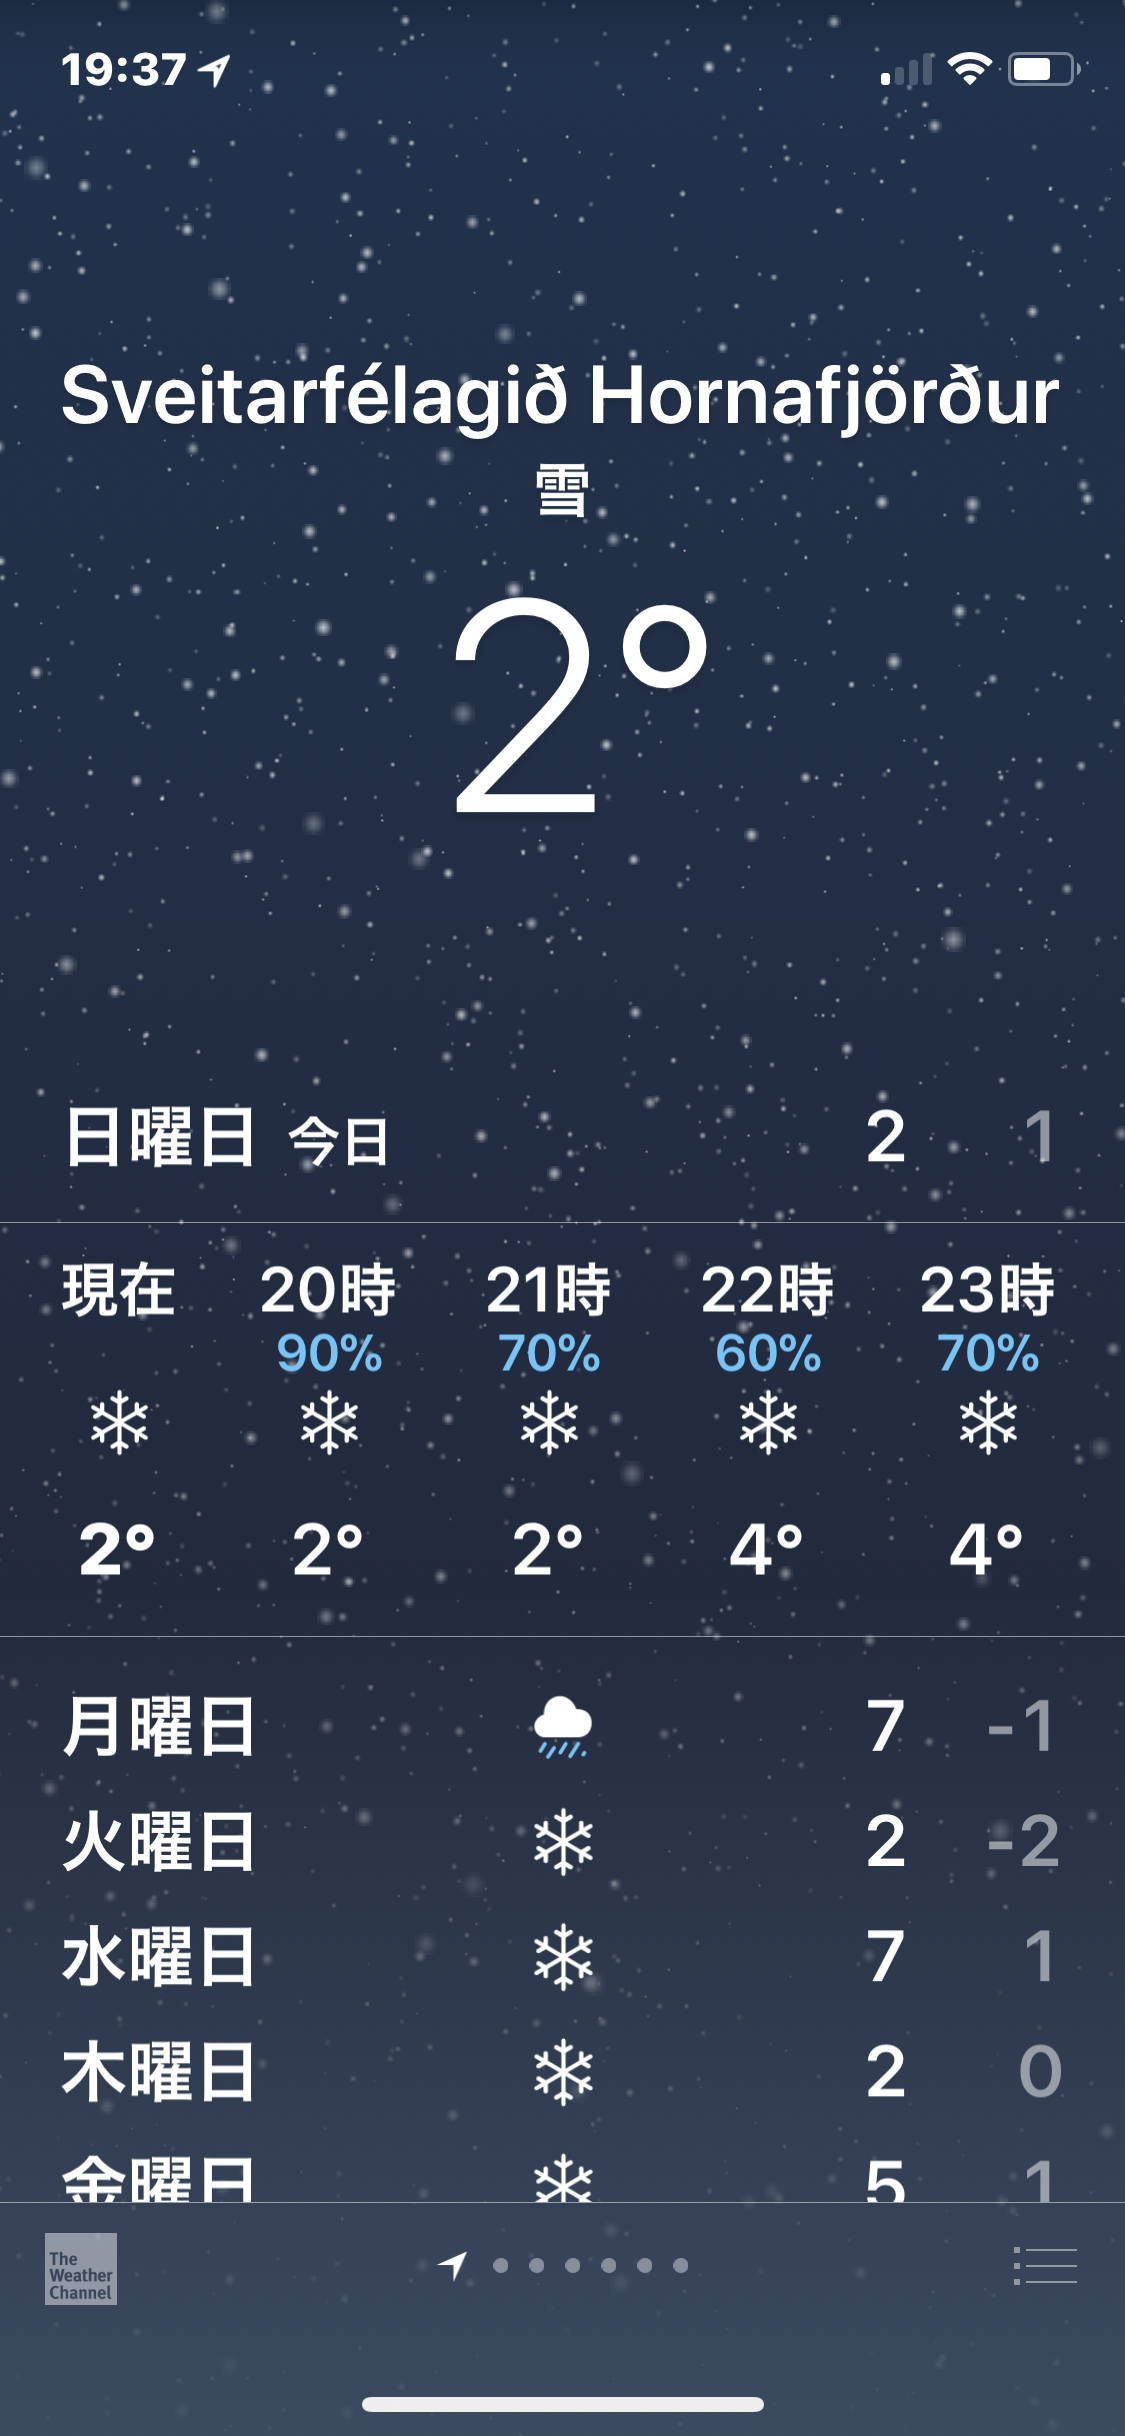 19:37
Sveitarfélagið Hornafjörður
雪
2°
日曜日 今日 2 1
現在 20時 21時 22時 23時
90% 70% 60% 70%
2° 2° 2° 4° 4°
月曜日 7 -1
火曜日 2 -2
水曜日 7 1
木曜日 2 0
金曜日 5 1
The
Weather
Channel